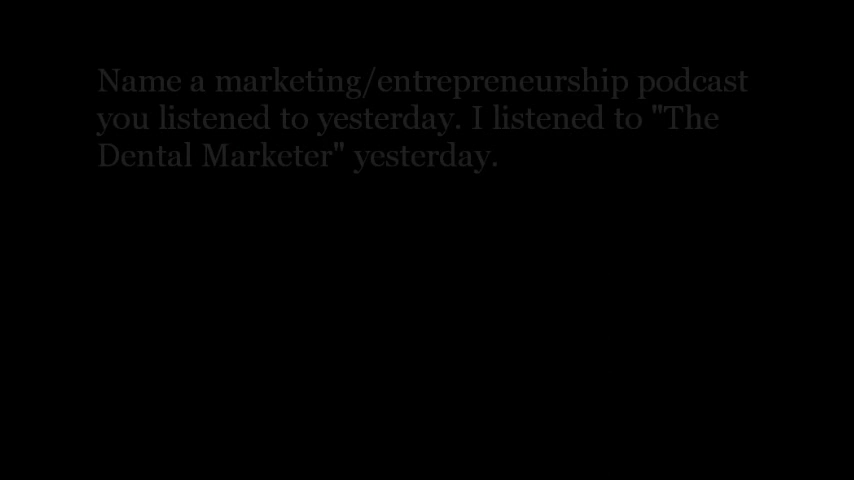 Name a marketing/entrepreneurship podcast
you listened to yesterday. I listened to "The
Dental Marketer" yesterday.